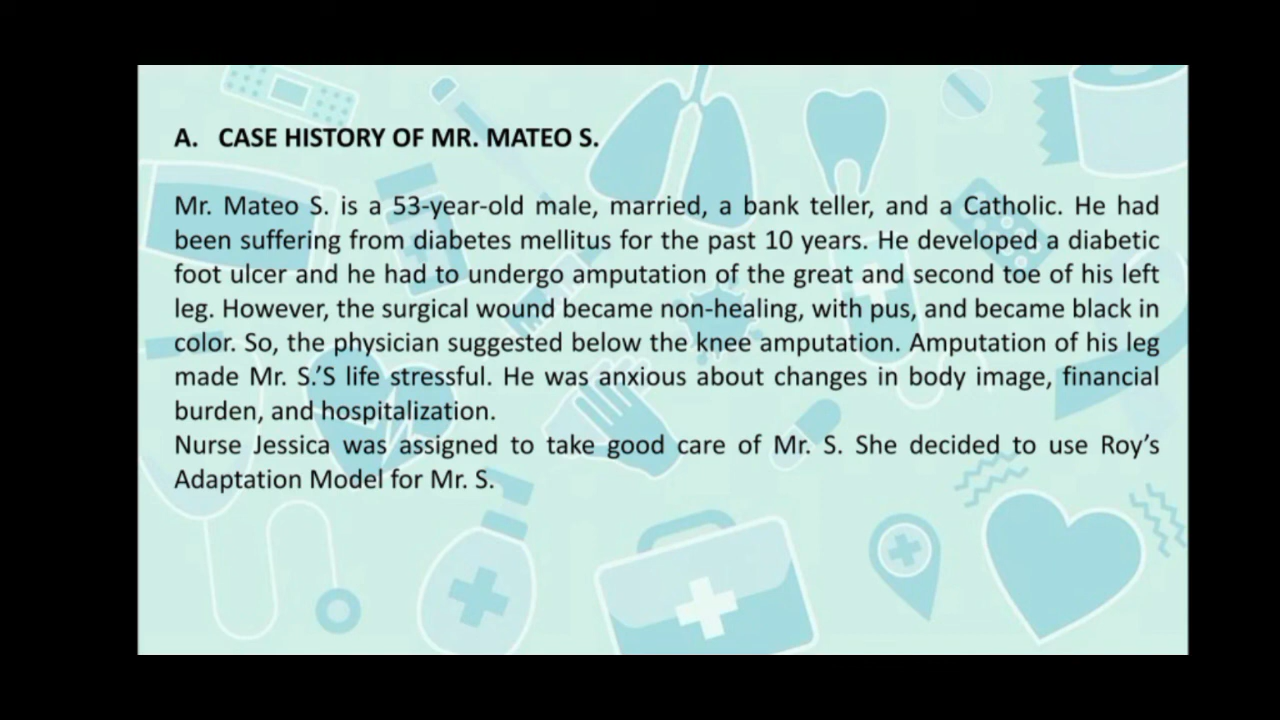 A. CASE HISTORY OF MR. MATEO S.
Mr. Mateo S. is a 53-year-old male, married, a bank teller, and a Catholic. He had
been suffering from diabetes mellitus for the past 10 years. He developed a diabetic
foot ulcer and he had to undergo amputation of the great and second toe of his left
leg. However, the surgical wound became non-healing, with pus, and became black in
color. So, the physician suggested below the knee amputation. Amputation of his leg
made Mr. S.’S life stressful. He was anxious about changes in body image, financial
burden, and hospitalization.
Nurse Jessica was assigned to take good care of Mr. S. She decided to use Roy’s
Adaptation Model for Mr. S.